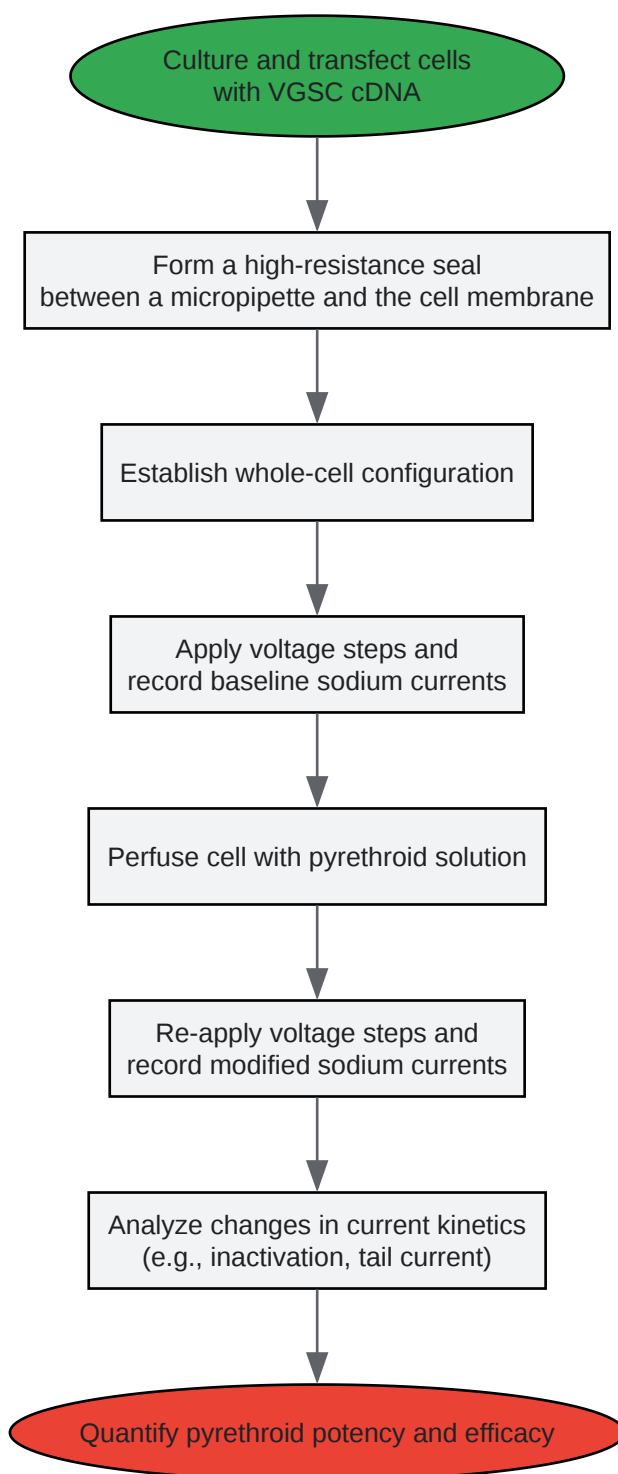 Culture and transfect cells
with VGSC cDNA
Form a high-resistance seal
between a micropipette and the cell membrane
Establish whole-cell configuration
Apply voltage steps and
record baseline sodium currents
Perfuse cell with pyrethroid solution
Re-apply voltage steps and
record modified sodium currents
Analyze changes in current kinetics
(e.g., inactivation, tail current)
Quantify pyrethroid potency and efficacy